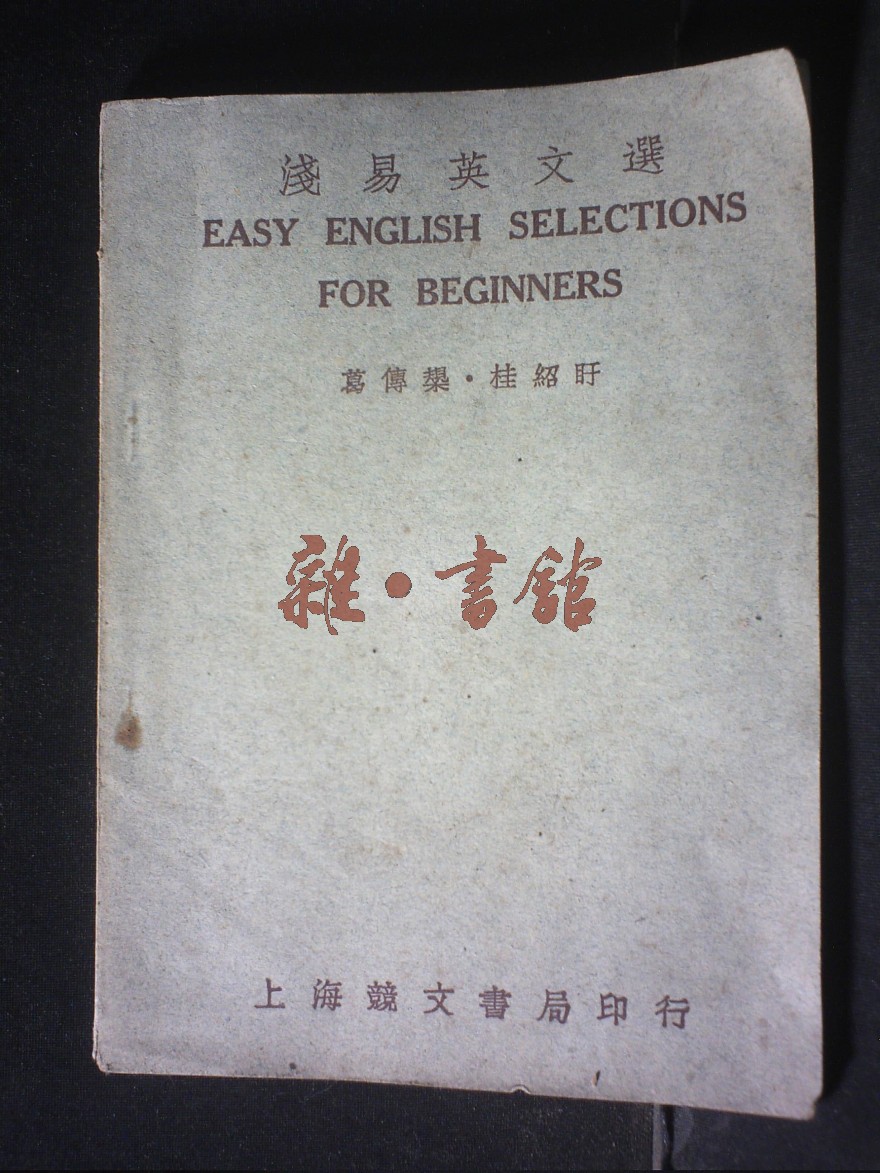 淺易英文選
EASY ENGLISH SELECTIONS
FOR BEGINNERS
葛傳槼·桂紹盱
雜·書館
上海競文書局印行